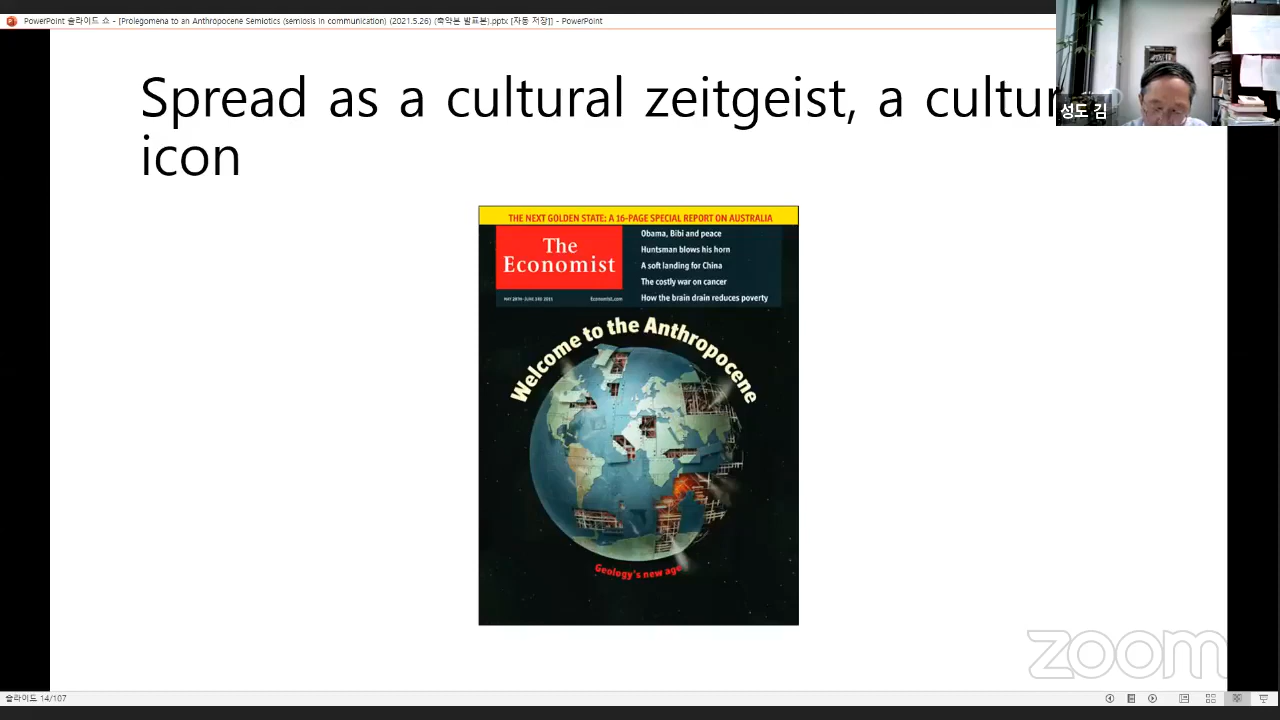 PowerPoint 슬라이드 쇼 - [Prolegomena to an Anthropocene Semiotics (semiosis in communication) (2021.5.26) (축약본 발표본).pptx [자동 저장]] - PowerPoint
성도 김
Spread as a cultural zeitgeist, a cultur
icon
THE NEXT GOLDEN STATE: A 16-PAGE SPECIAL REPORT ON AUSTRALIA
The
Economist
MAY 28TH-JUNE 3RD 2011
Economist.com
Obama, Bibi and peace
Huntsman blows his horn
A soft landing for China
The costly war on cancer
How the brain drain reduces poverty
Welcome to the Anthropocene
Geology's new age
zoom
슬라이드 14/107